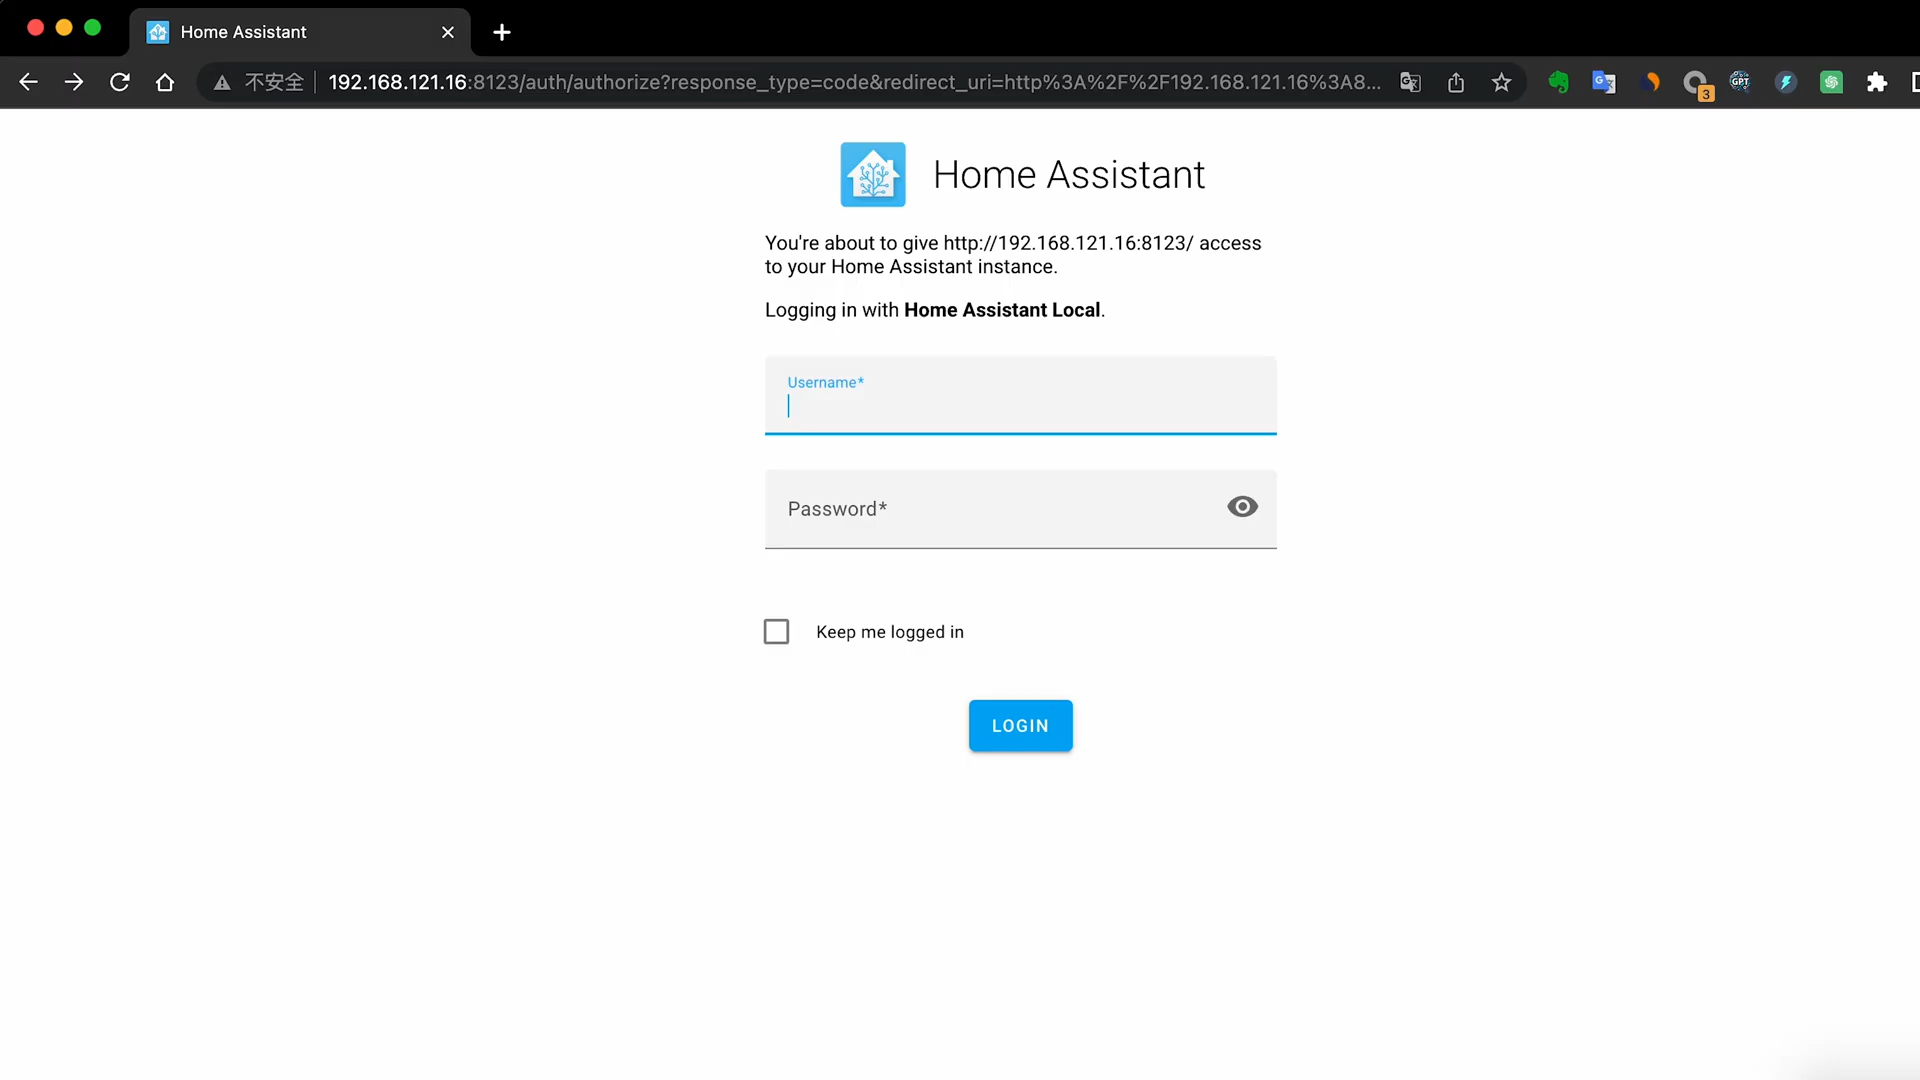 Home Assistant
不安全
192.168.121.16:8123/auth/authorize?response_type=code&redirect_uri=http%3A%2F%2F192.168.121.16%3A8...
3
GPT
Home Assistant
You're about to give http://192.168.121.16:8123/ access
to your Home Assistant instance.
Logging in with Home Assistant Local.
Username*
Password*
Keep me logged in
LOGIN